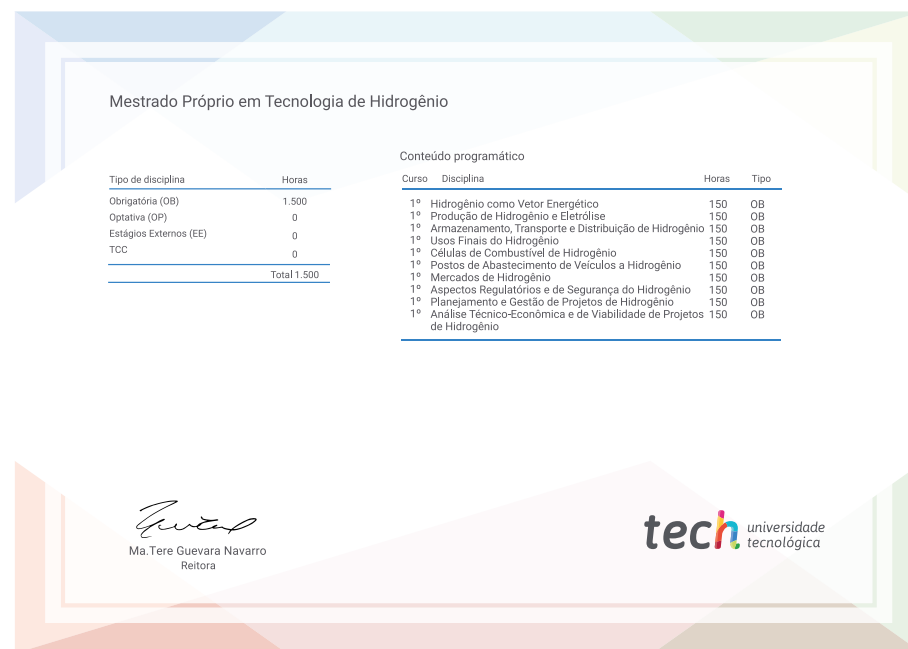 Mestrado Próprio em Tecnologia de Hidrogênio
Tipo de disciplina Horas
Obrigatória (OB) 1.500
Optativa (OP) 0
Estágios Externos (EE) 0
TCC 0
Total 1.500
Conteúdo programático
Curso Disciplina Horas Tipo
1º Hidrogênio como Vetor Energético 150 OB
1º Produção de Hidrogênio e Eletrólise 150 OB
1º Armazenamento, Transporte e Distribuição de Hidrogênio 150 OB
1º Usos Finais do Hidrogênio 150 OB
1º Células de Combustível de Hidrogênio 150 OB
1º Postos de Abastecimento de Veículos a Hidrogênio 150 OB
1º Mercados de Hidrogênio 150 OB
1º Aspectos Regulatórios e de Segurança do Hidrogênio 150 OB
1º Planejamento e Gestão de Projetos de Hidrogênio 150 OB
1º Análise Técnico-Econômica e de Viabilidade de Projetos 150 OB
de Hidrogênio
Ma.Tere Guevara Navarro
Reitora
tech universidade
tecnológica